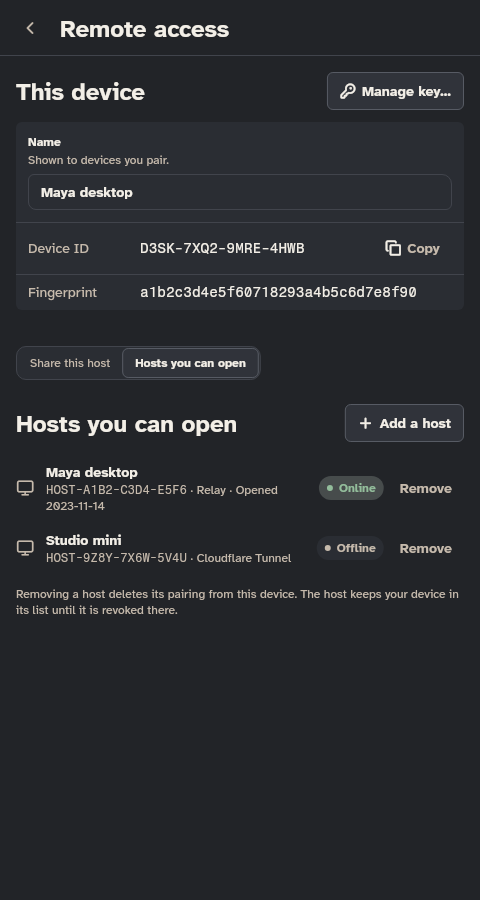 Remote access
This device
Manage key...
Name
Shown to devices you pair.
Maya desktop
Device ID
D3SK-7XQ2-9MRE-4HWB
Copy
Fingerprint
a1b2c3d4e5f60718293a4b5c6d7e8f90
Share this host
Hosts you can open
Hosts you can open
Add a host
Maya desktop
HOST-A1B2-C3D4-E5F6 · Relay · Opened
2023-11-14
Online
Remove
Studio mini
HOST-9Z8Y-7X6W-5V4U · Cloudflare Tunnel
Offline
Remove
Removing a host deletes its pairing from this device. The host keeps your device in
its list until it is revoked there.